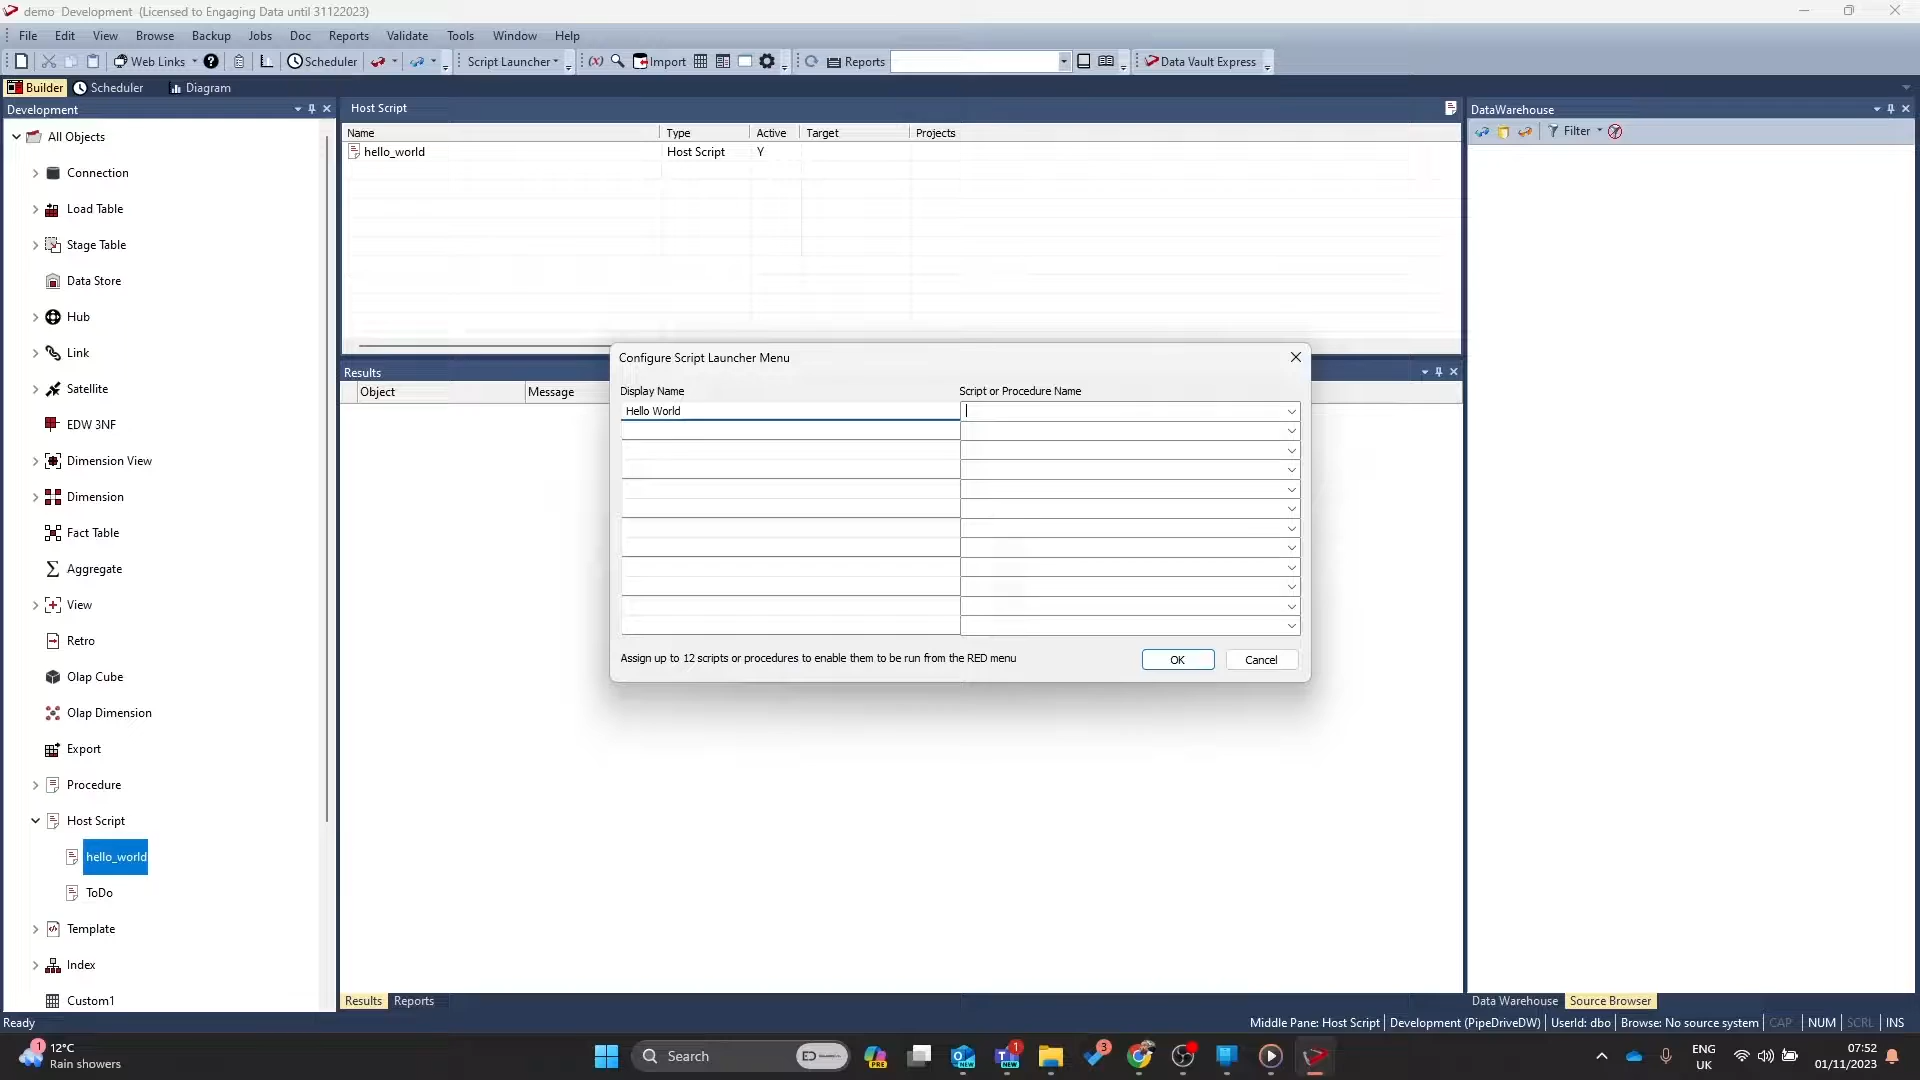 demo Development (Licensed to Engaging Data until 31122023)
File Edit View Browse Backup Jobs Doc Reports Validate Tools Window Help
Web Links Scheduler Script Launcher (x) Import Reports Data Vault Express
Builder Scheduler Diagram
Development
All Objects
Connection
Load Table
Stage Table
Data Store
Hub
Link
Satellite
EDW 3NF
Dimension View
Dimension
Fact Table
Aggregate
View
Retro
Olap Cube
Olap Dimension
Export
Procedure
Host Script
hello_world
ToDo
Template
Index
Custom1
Host Script
Name Type Active Target Projects
hello_world Host Script Y
Results
Object Message
Configure Script Launcher Menu
Display Name Script or Procedure Name
Hello World
Assign up to 12 scripts or procedures to enable them to be run from the RED menu
OK Cancel
DataWarehouse
Filter
Results Reports
Data Warehouse Source Browser
Ready
Middle Pane: Host Script Development (PipeDriveDW) UserId: dbo Browse: No source system CAP NUM SCRL INS
1
12°C
Rain showers
Search
PRE
NEW
NEW
1
3
ENG
UK
07:52
01/11/2023